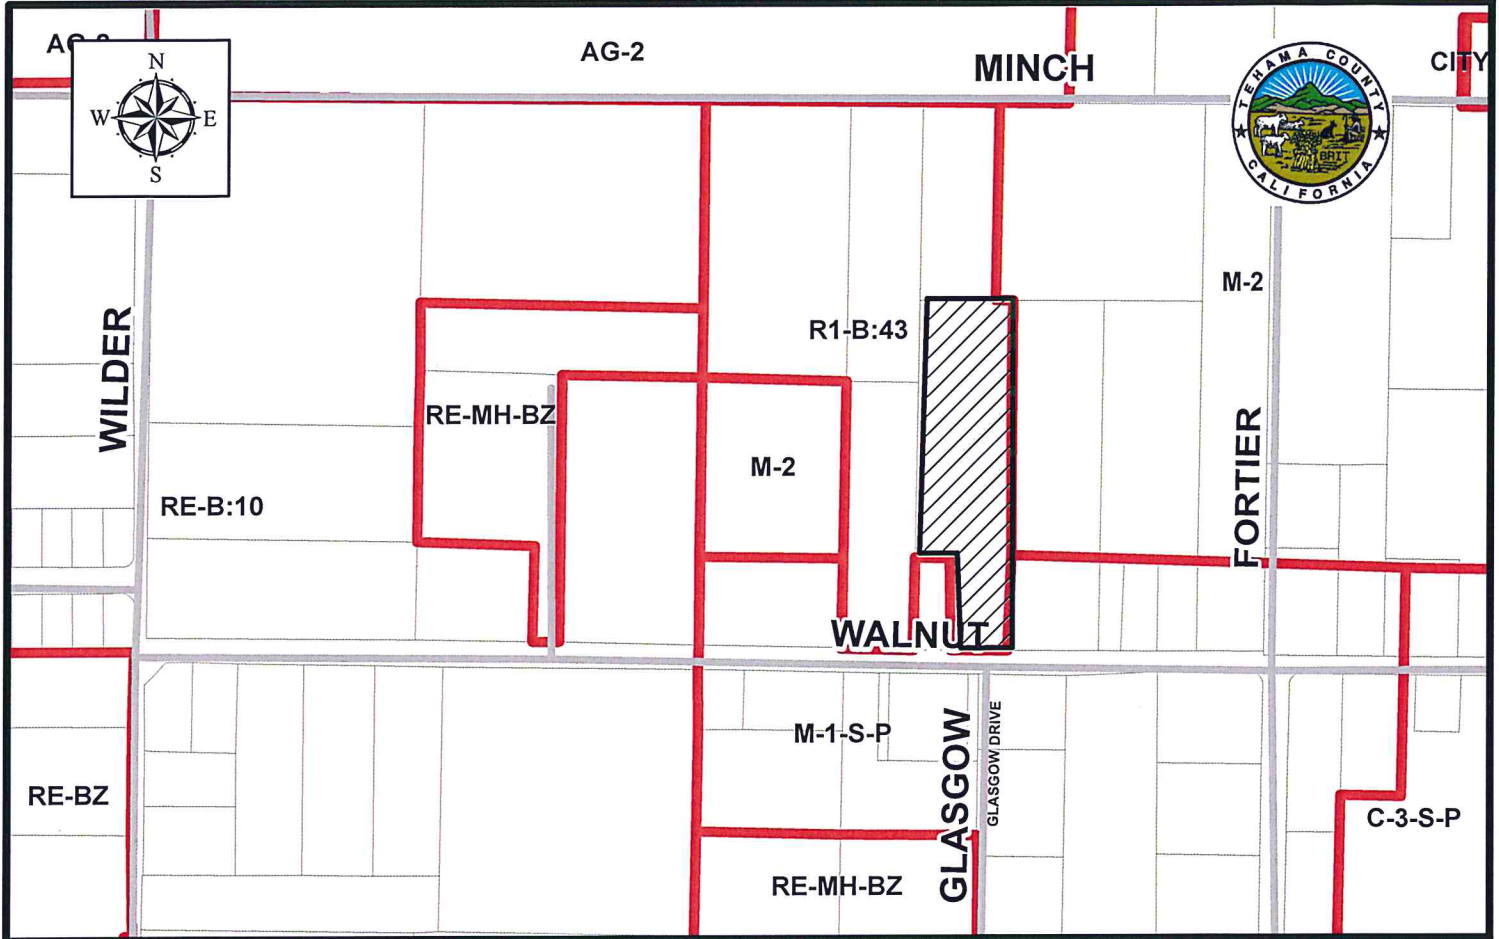 AG-2
MINCH
CITY
N
W E
S
TEHAMA COUNTY
CALIFORNIA
BRIT
M-2
WILDER
R1-B:43
RE-MH-BZ
M-2
FORTIER
RE-B:10
WALNUT
GLASGOW
GLASGOW DRIVE
M-1-S-P
RE-BZ
C-3-S-P
RE-MH-BZ